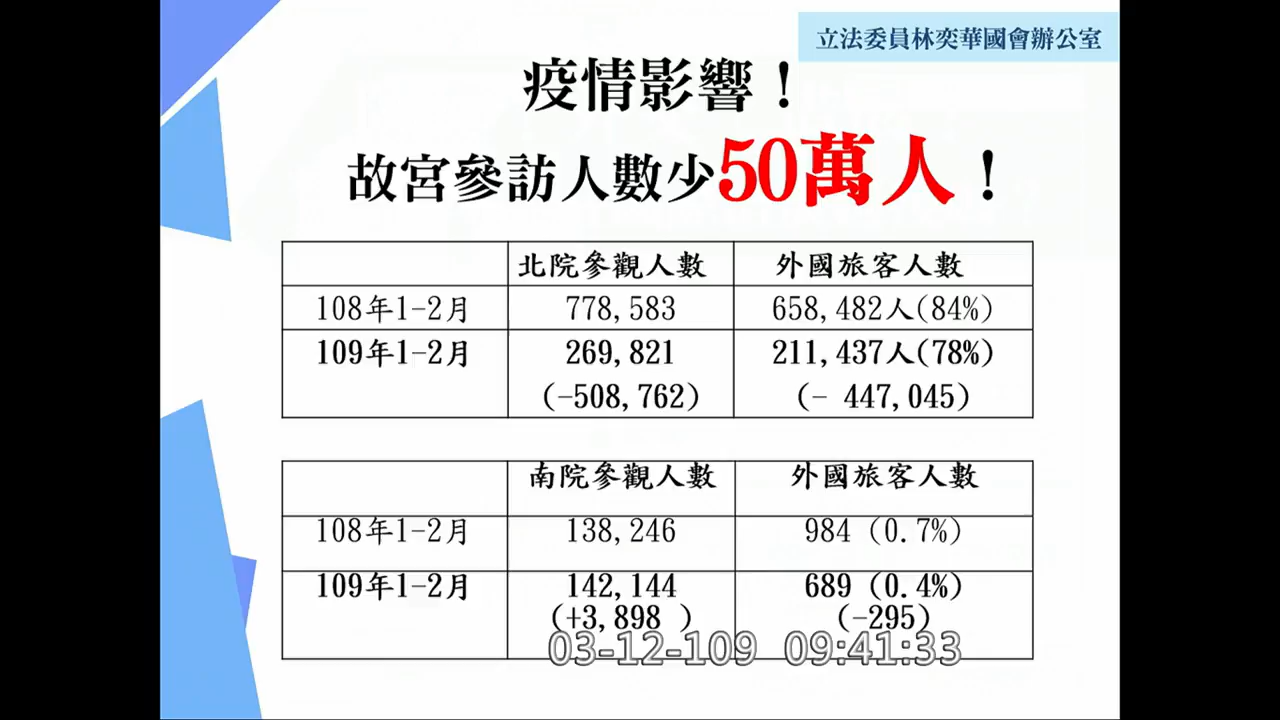 立法委員林奕華國會辦公室
疫情影響！
故宮參訪人數少50萬人！
北院參觀人數 外國旅客人數
108年1-2月 778,583 658,482人(84%)
109年1-2月 269,821 211,437人(78%)
(-508,762) (- 447,045)
南院參觀人數 外國旅客人數
108年1-2月 138,246 984 (0.7%)
109年1-2月 142,144 689 (0.4%)
(+3,898 ) (-295)
03-12-109 09:41:33